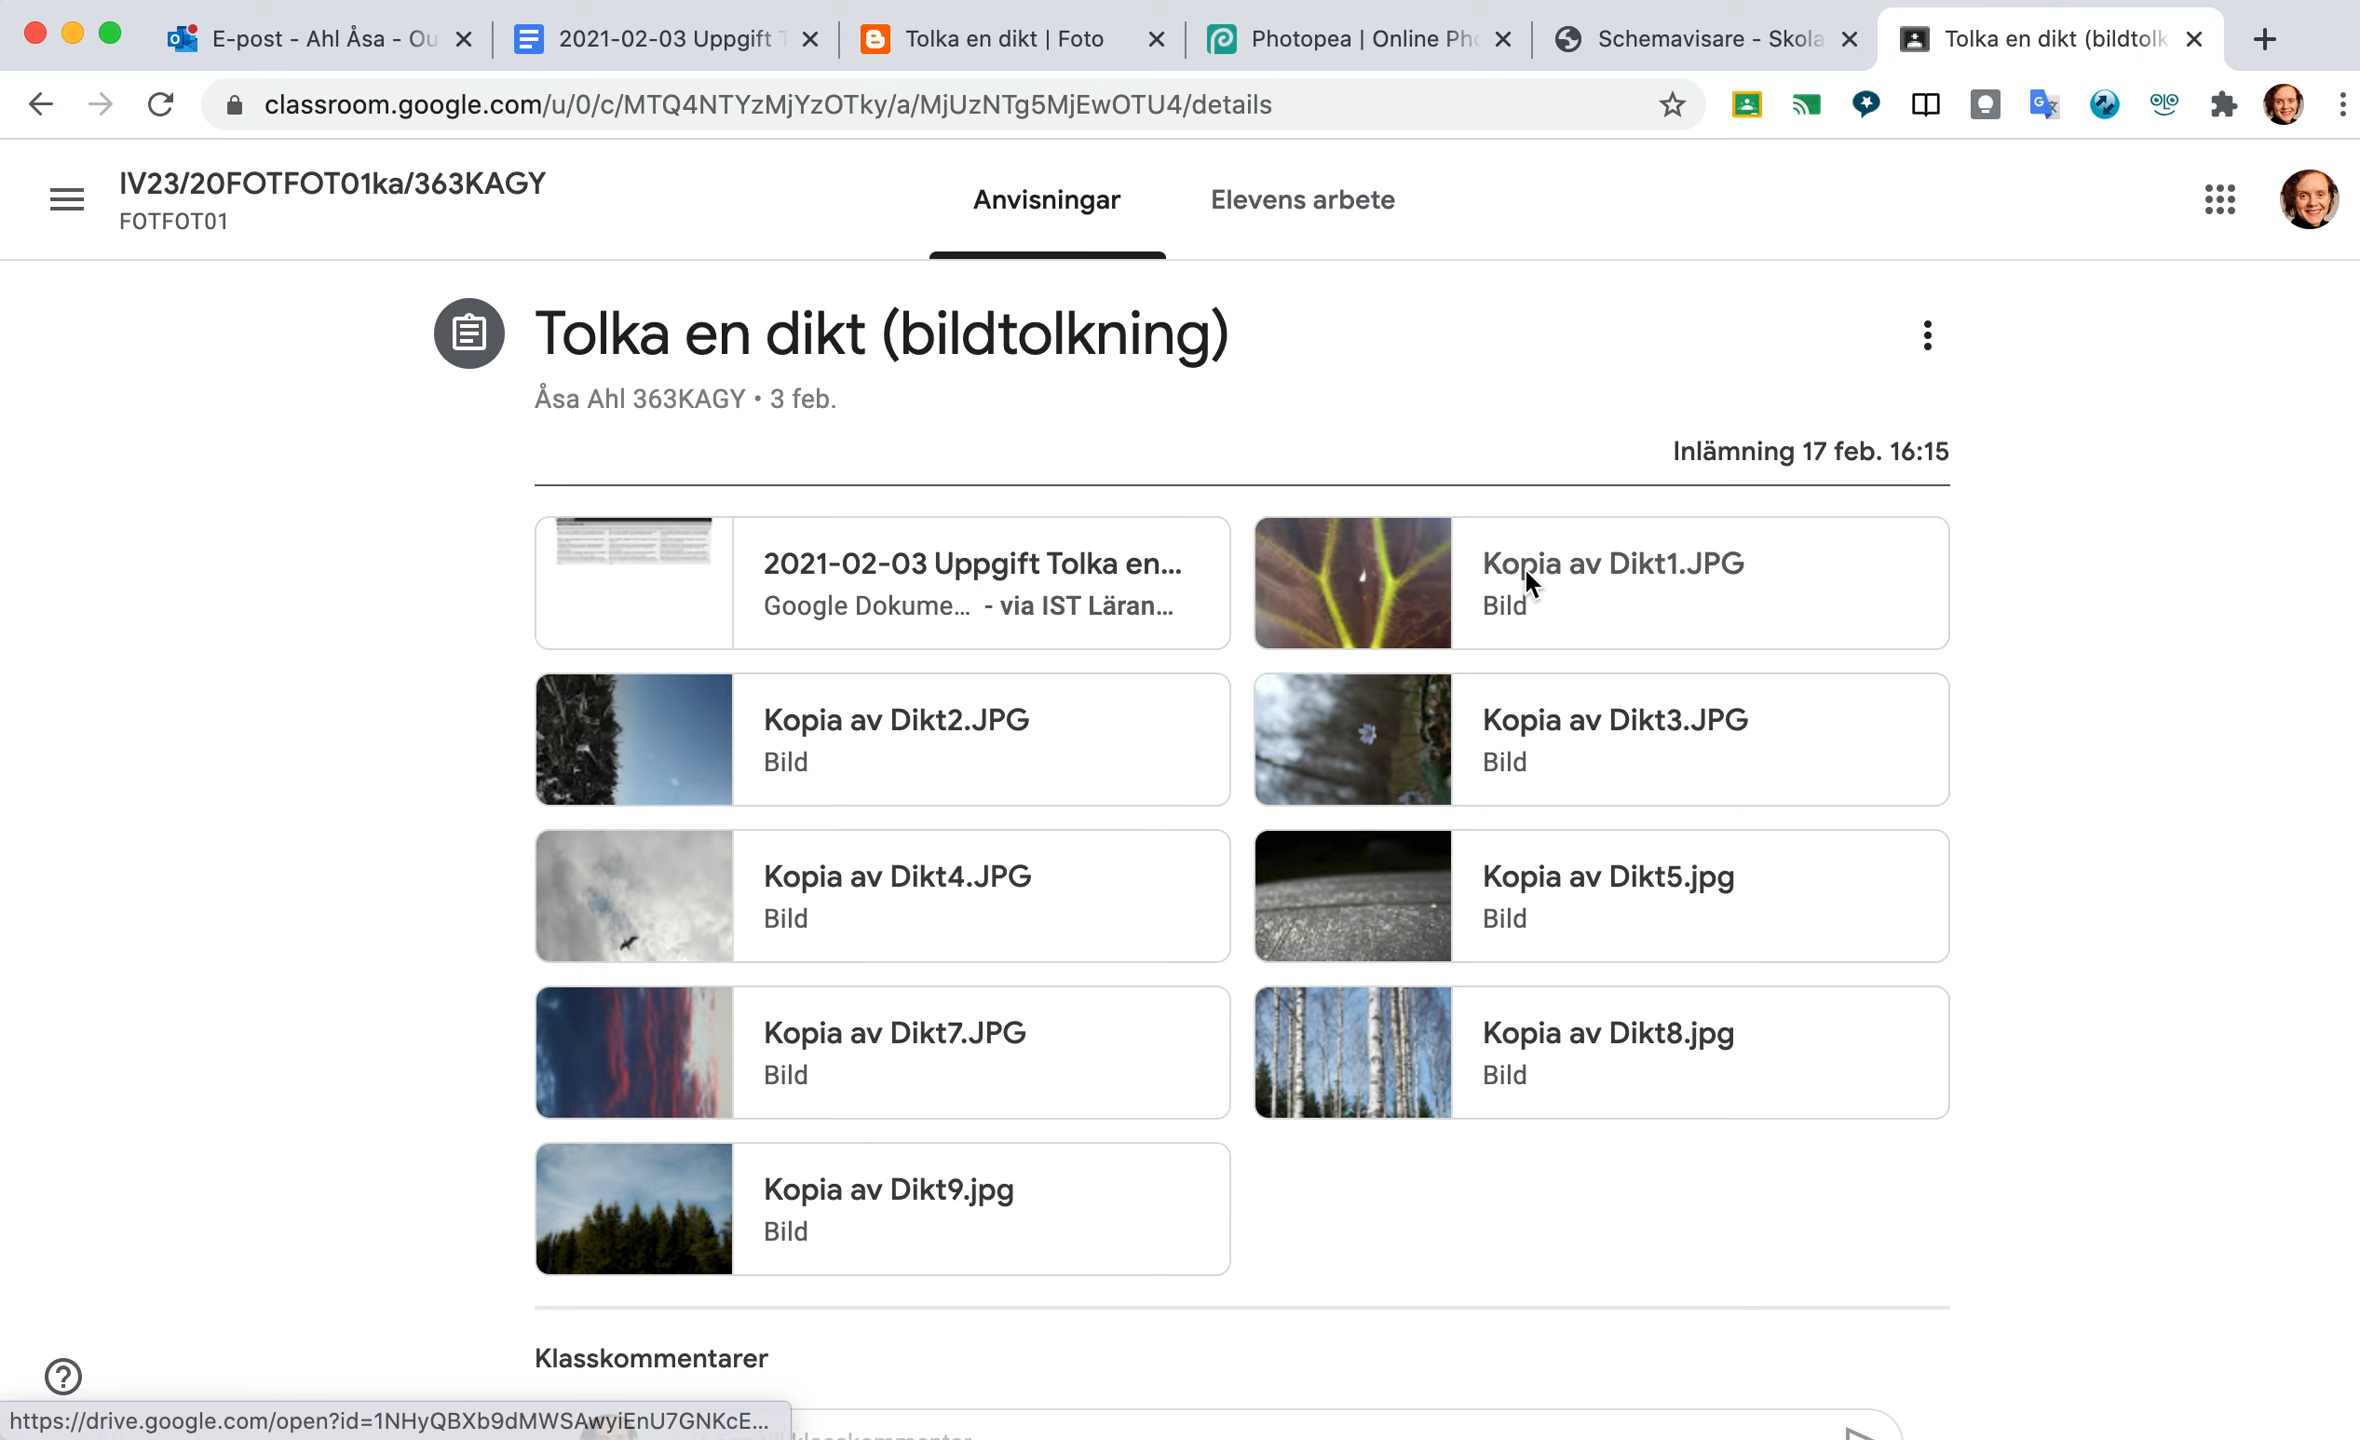 E-post - Ahl Åsa - Ou
2021-02-03 Uppgift T
Tolka en dikt | Foto
Photopea | Online Pho
Schemavisare - Skola
Tolka en dikt (bildtolk
classroom.google.com/u/0/c/MTQ4NTYzMjYzOTky/a/MjUzNTg5MjEwOTU4/details
IV23/20FOTFOT01ka/363KAGY
FOTFOT01
Anvisningar
Elevens arbete
Tolka en dikt (bildtolkning)
Åsa Ahl 363KAGY • 3 feb.
Inlämning 17 feb. 16:15
2021-02-03 Uppgift Tolka en...
Google Dokume... - via IST Läran...
Kopia av Dikt1.JPG
Bild
Kopia av Dikt2.JPG
Bild
Kopia av Dikt3.JPG
Bild
Kopia av Dikt4.JPG
Bild
Kopia av Dikt5.jpg
Bild
Kopia av Dikt7.JPG
Bild
Kopia av Dikt8.jpg
Bild
Kopia av Dikt9.jpg
Bild
Klasskommentarer
https://drive.google.com/open?id=1NHyQBXb9dMWSAwyiEnU7GNKcE...